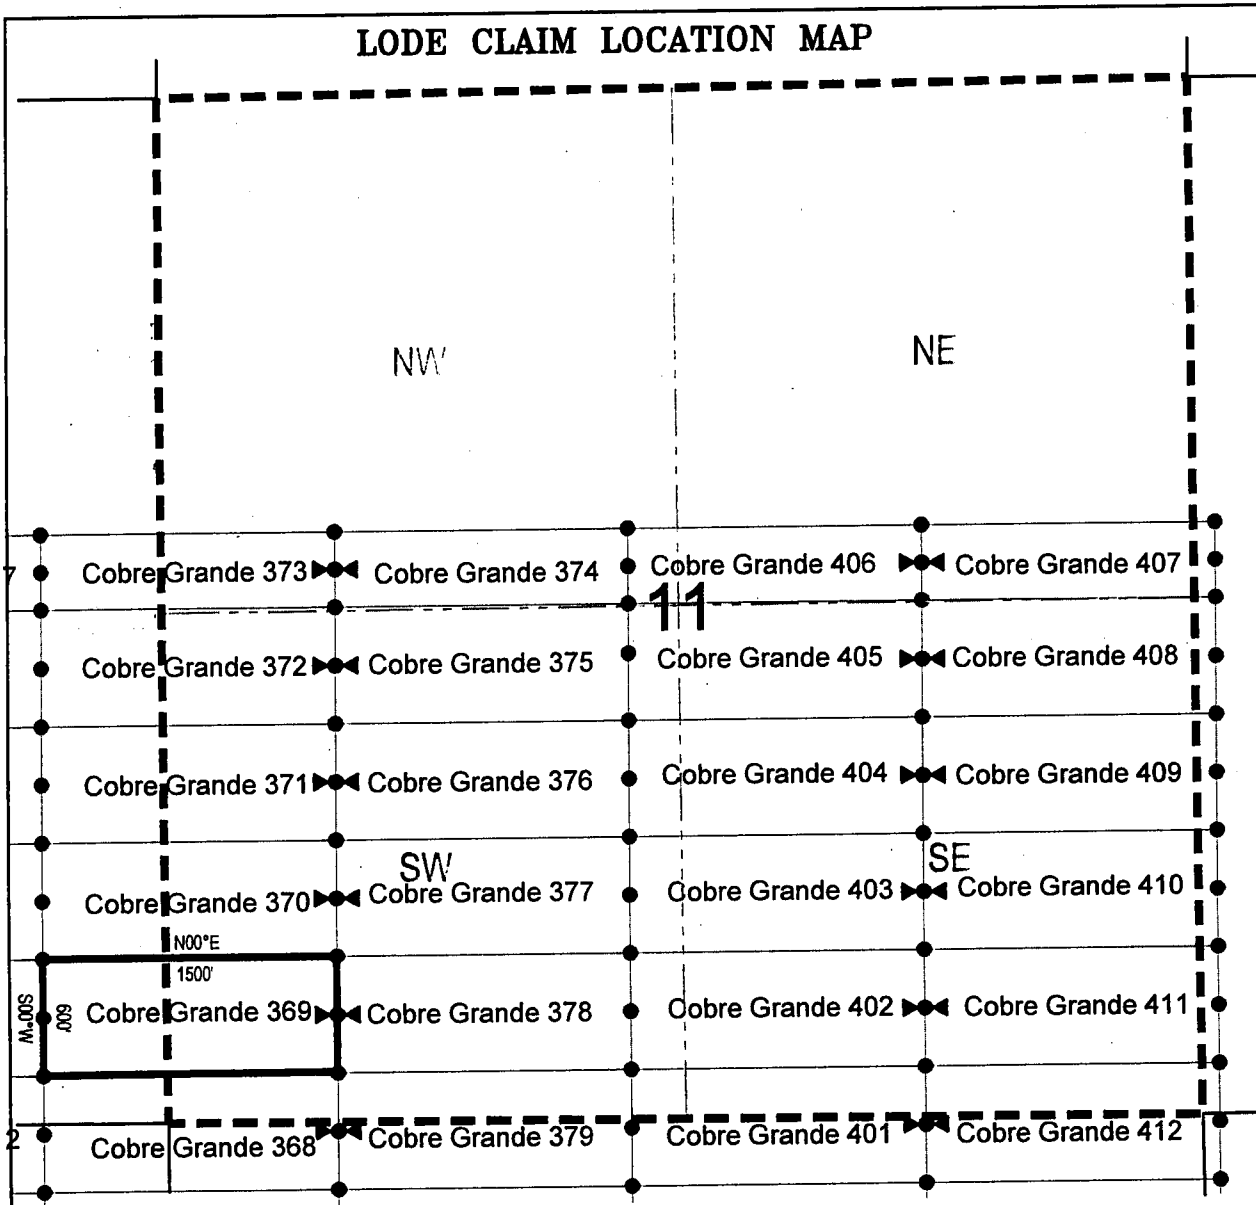 LODE CLAIM LOCATION MAP
NW
NE
7
Cobre Grande 373
Cobre Grande 374
Cobre Grande 406
Cobre Grande 407
11
Cobre Grande 372
Cobre Grande 375
Cobre Grande 405
Cobre Grande 408
Cobre Grande 371
Cobre Grande 376
Cobre Grande 404
Cobre Grande 409
SW
SE
Cobre Grande 370
Cobre Grande 377
Cobre Grande 403
Cobre Grande 410
N00°E
1500'
S00°W
600'
Cobre Grande 369
Cobre Grande 378
Cobre Grande 402
Cobre Grande 411
2
Cobre Grande 368
Cobre Grande 379
Cobre Grande 401
Cobre Grande 412